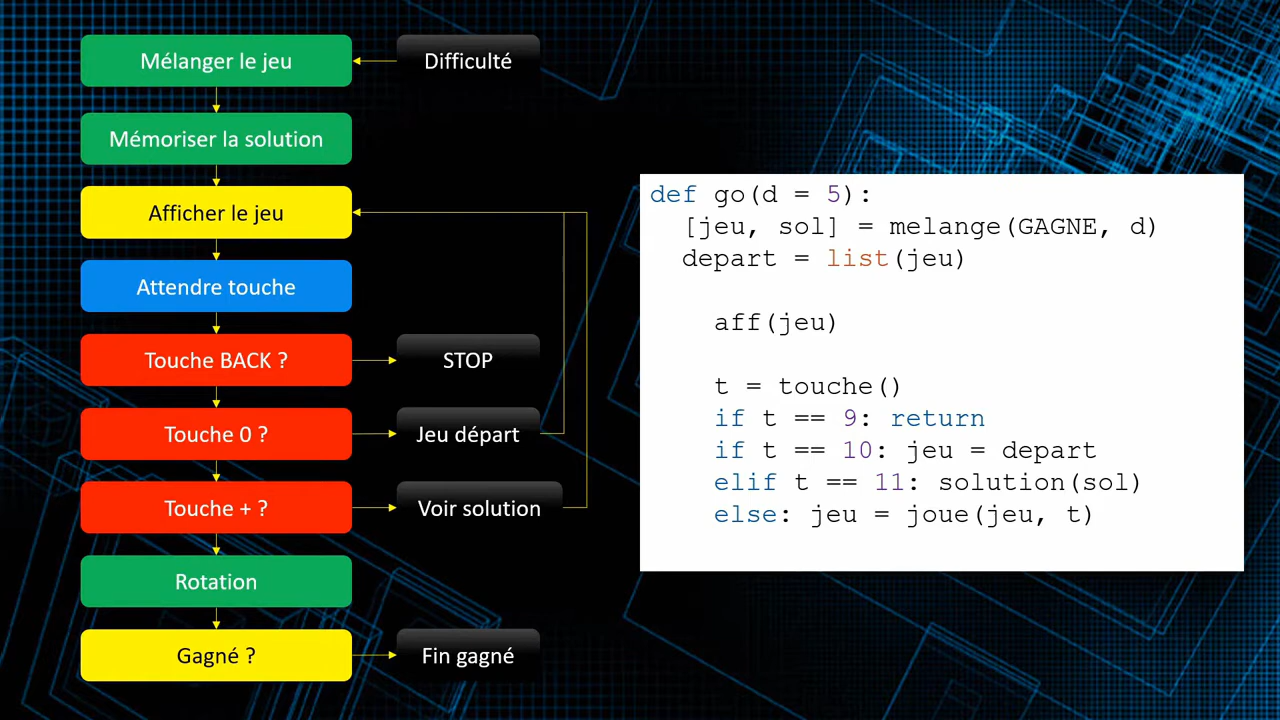 Mélanger le jeu
Difficulté
Mémoriser la solution
Afficher le jeu
Attendre touche
Touche BACK ?
STOP
Touche 0 ?
Jeu départ
Touche + ?
Voir solution
Rotation
Gagné ?
Fin gagné
def go(d = 5):
[jeu, sol] = melange(GAGNE, d)
depart = list(jeu)
aff(jeu)
t = touche()
if t == 9: return
if t == 10: jeu = depart
elif t == 11: solution(sol)
else: jeu = joue(jeu, t)